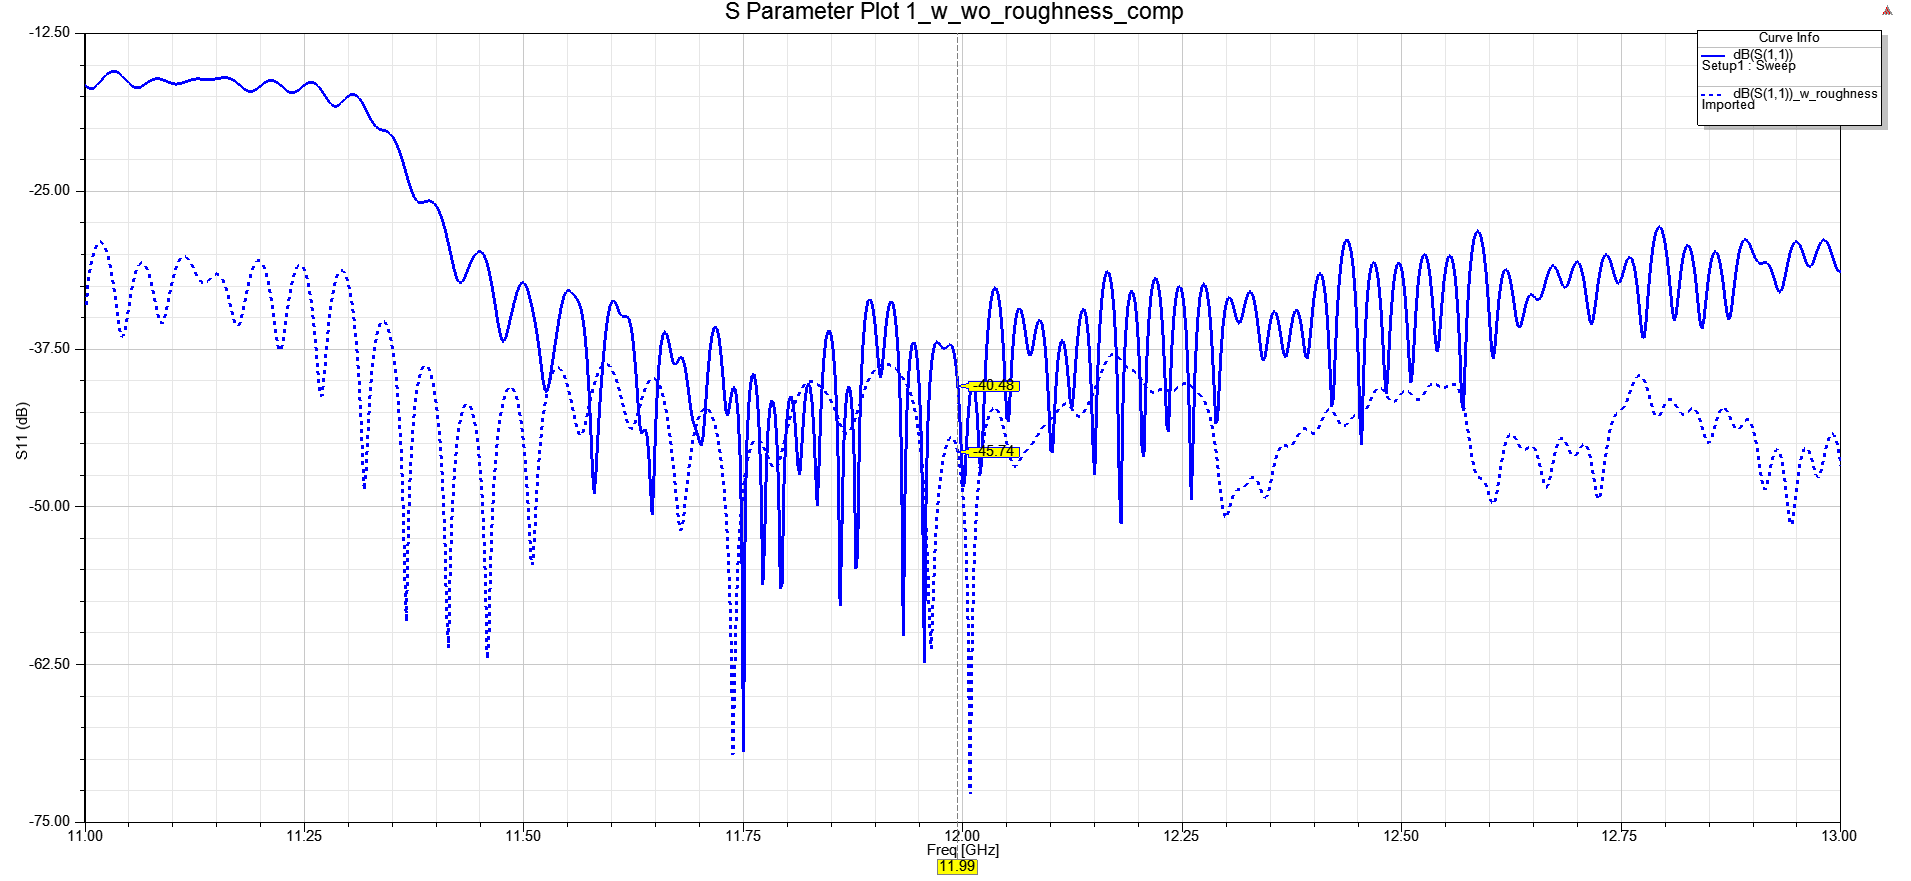 S Parameter Plot 1_w_wo_roughness_comp
Curve Info
dB(S(1,1))
Setup1 : Sweep
dB(S(1,1))_w_roughness
Imported
S11 (dB)
-12.50
-25.00
-37.50
-50.00
-62.50
-75.00
-40.48
-45.74
11.00
11.25
11.50
11.75
12.00
12.25
12.50
12.75
13.00
Freq [GHz]
11.99